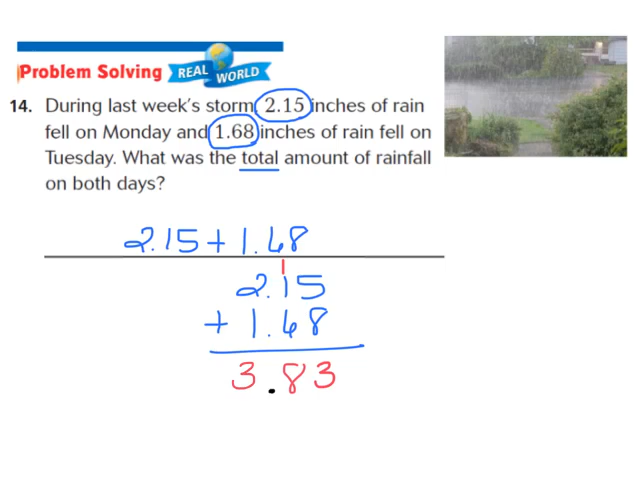 Problem Solving REAL WORLD
14. During last week's storm, 2.15 inches of rain
fell on Monday and 1.68 inches of rain fell on
Tuesday. What was the total amount of rainfall
on both days?
2.15 + 1.68
1
2.15
+ 1.68
3.83